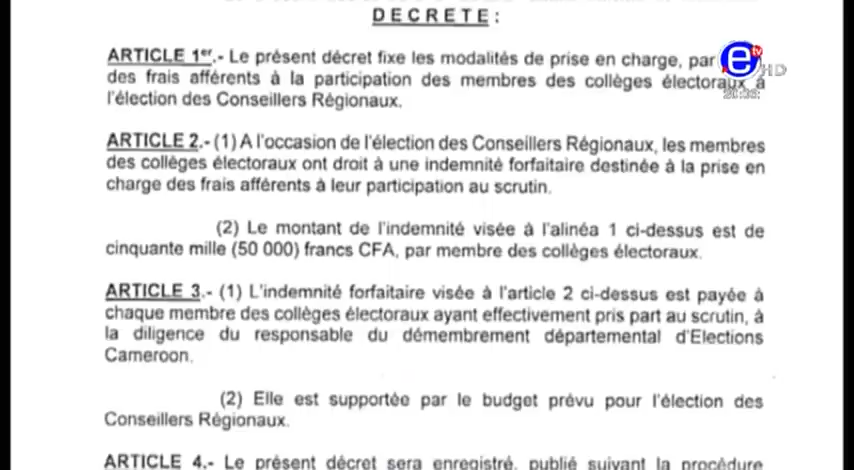 DECRETE :
ARTICLE 1er.- Le présent décret fixe les modalités de prise en charge, par
des frais afférents à la participation des membres des collèges électoraux à
l'élection des Conseillers Régionaux.
ARTICLE 2.- (1) A l'occasion de l'élection des Conseillers Régionaux, les membres
des collèges électoraux ont droit à une indemnité forfaitaire destinée à la prise en
charge des frais afférents à leur participation au scrutin.
(2) Le montant de l'indemnité visée à l'alinéa 1 ci-dessus est de
cinquante mille (50 000) francs CFA, par membre des collèges électoraux.
ARTICLE 3.- (1) L'indemnité forfaitaire visée à l'article 2 ci-dessus est payée à
chaque membre des collèges électoraux ayant effectivement pris part au scrutin, à
la diligence du responsable du démembrement départemental d'Elections
Cameroon.
(2) Elle est supportée par le budget prévu pour l'élection des
Conseillers Régionaux.
ARTICLE 4.- Le présent décret sera enregistré, publié suivant la procédure
e tv HD